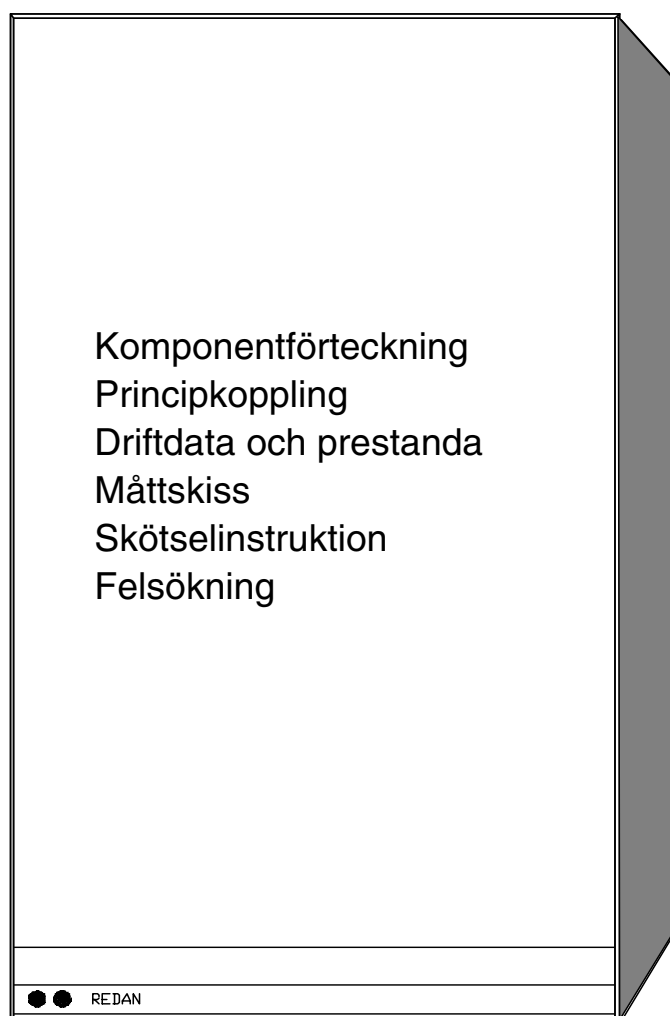 Komponentförteckning
Principkoppling
Driftdata och prestanda
Måttskiss
Skötselinstruktion
Felsökning
REDAN